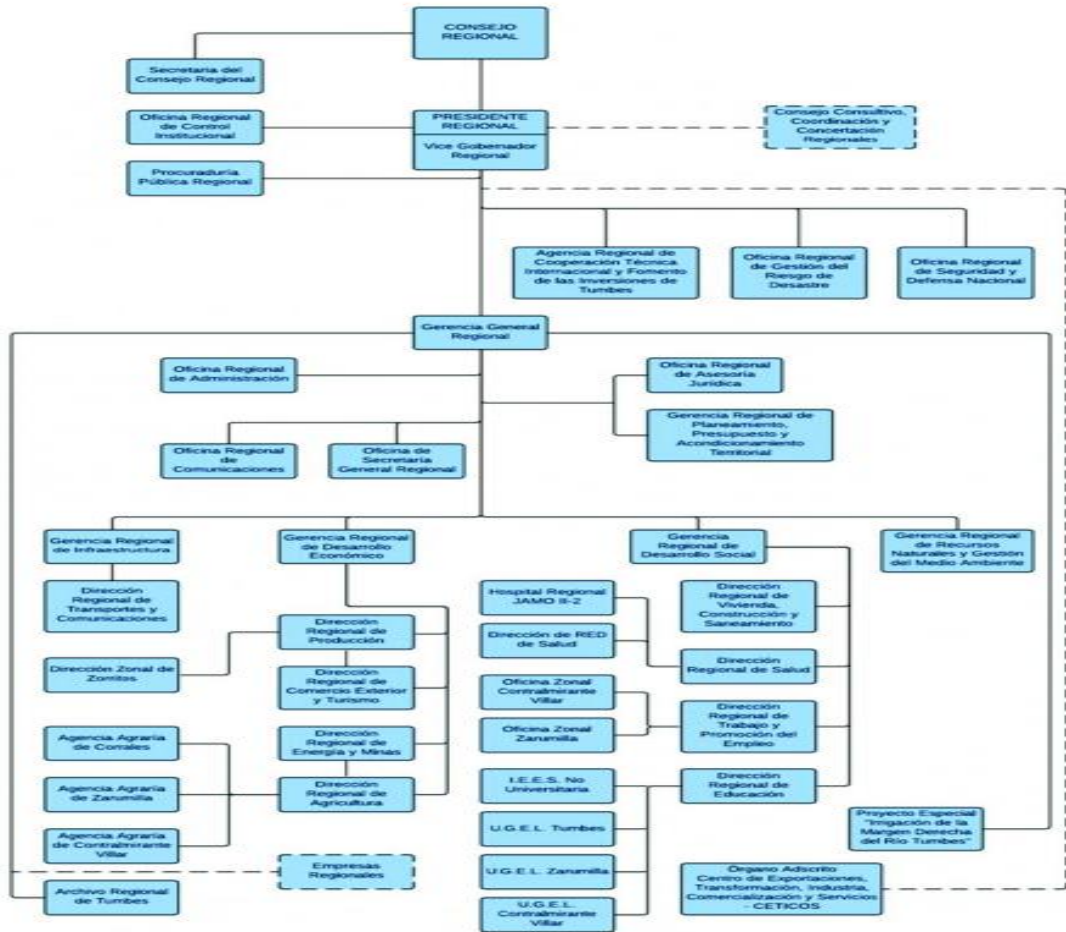 CONSEJO
REGIONAL
Secretaria del
Consejo Regional
Oficina Regional
de Control
Institucional
PRESIDENTE
REGIONAL
Vice Gobernador
Regional
Consejo Consultivo,
Coordinación y
Concertación
Regionales
Procuraduría
Pública Regional
Agencia Regional de
Cooperación Técnica
Internacional y Fomento
de las Inversiones de
Tumbes
Oficina Regional
de Gestión del
Riesgo de
Desastre
Oficina Regional
de Seguridad y
Defensa Nacional
Gerencia General
Regional
Oficina Regional
de Administración
Oficina Regional
de Asesoría
Jurídica
Gerencia Regional de
Planeamiento,
Presupuesto y
Acondicionamiento
Territorial
Oficina Regional
de
Comunicaciones
Oficina de
Secretaría
General Regional
Gerencia Regional
de Infraestructura
Gerencia Regional
de Desarrollo
Económico
Gerencia
Regional de
Desarrollo Social
Gerencia Regional
de Recursos
Naturales y Gestión
del Medio Ambiente
Dirección
Regional de
Transportes y
Comunicaciones
Dirección
Regional de
Producción
Dirección Zonal de
Zorritos
Dirección
Regional de
Comercio Exterior
y Turismo
Agencia Agraría
de Corrales
Dirección
Regional de
Energía y Minas
Agencia Agraría
de Zarumilla
Dirección
Regional de
Agricultura
Agencia Agraría
de Contralmirante
Villar
Empresas
Regionales
Archivo Regional
de Tumbes
Hospital Regional
JAMO II-2
Dirección
Regional de
Vivienda,
Construcción y
Saneamiento
Dirección de RED
de Salud
Dirección
Regional de Salud
Oficina Zonal
Contralmirante
Villar
Dirección
Regional de
Trabajo y
Promoción del
Empleo
Oficina Zonal
Zarumilla
I.E.E.S. No
Universitaria
Dirección
Regional de
Educación
U.G.E.L. Tumbes
U.G.E.L. Zarumilla
U.G.E.L.
Contralmirante
Villar
Proyecto Especial
"Irrigación de la
Margen Derecha
del Río Tumbes"
Órgano Adscrito
Centro de Exportaciones,
Transformación, Industria,
Comercialización y Servicios
- CETICOS